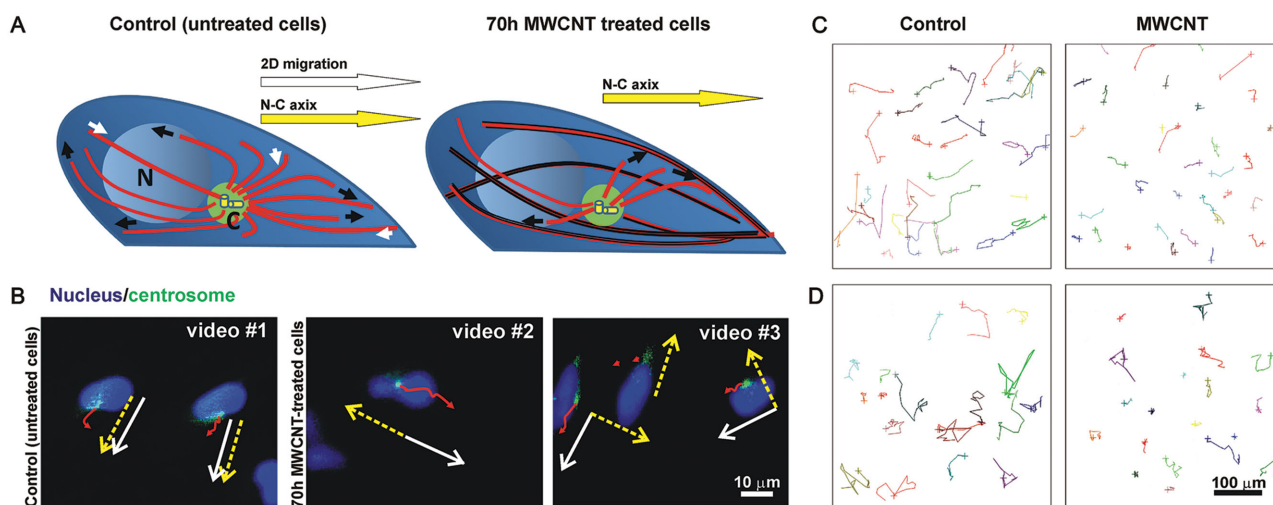 A
Control (untreated cells)
2D migration
N-C axix
N
C
70h MWCNT treated cells
N-C axix
B
Nucleus/centrosome
Control (untreated cells)
video #1
70h MWCNT-treated cells
video #2
video #3
10 μm
C
Control
MWCNT
D
100 μm